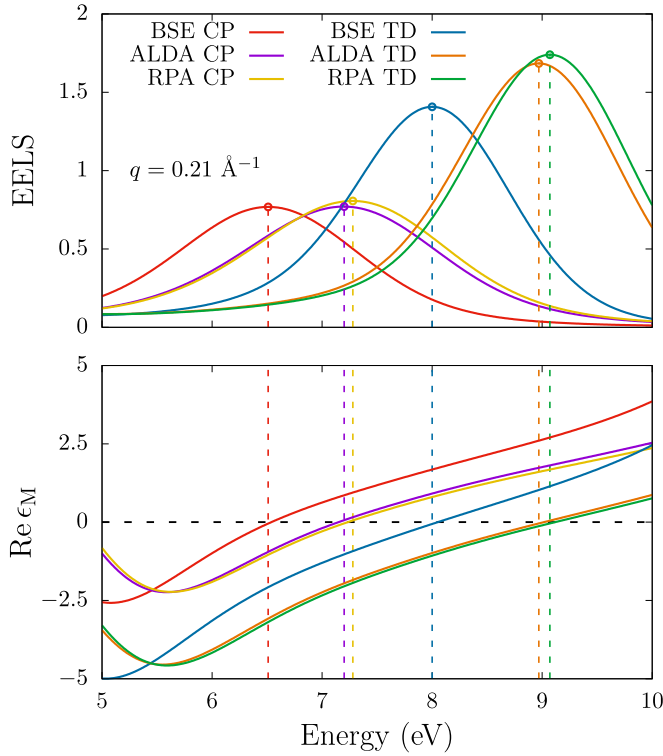 2
1.5
1
0.5
0
EELS
BSE CP
ALDA CP
RPA CP
BSE TD
ALDA TD
RPA TD
q = 0.21 Å⁻¹
5
2.5
0
−2.5
−5
Re ϵM
5 6 7 8 9 10
Energy (eV)